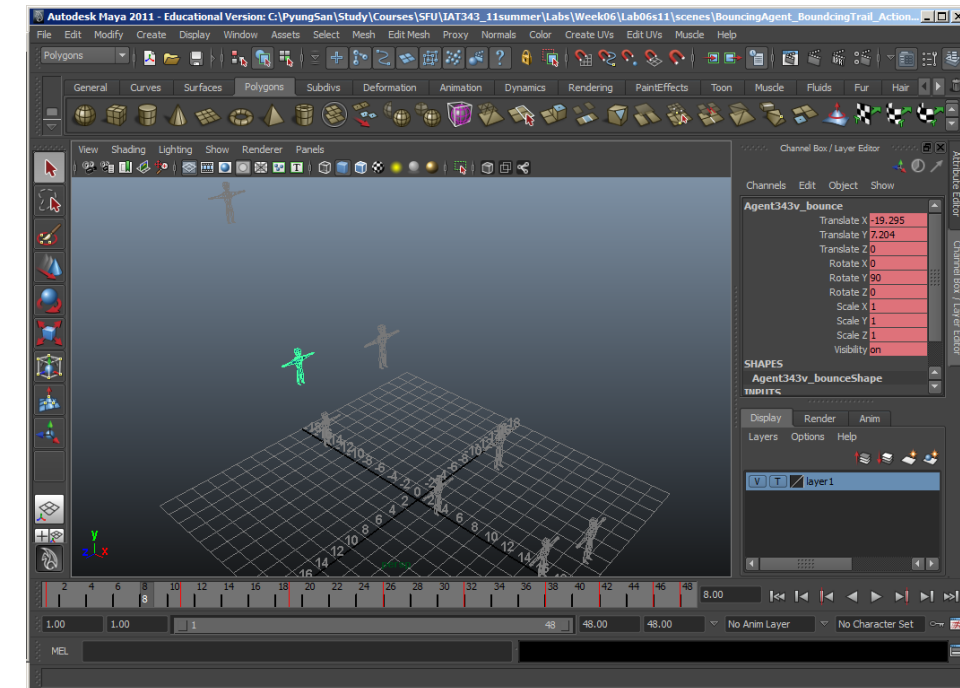 Autodesk Maya 2011 - Educational Version: C:\PyungSan\Study\Courses\SFU\IAT343_11summer\Labs\Week06\Lab06s11\scenes\BouncingAgent_BoundcingTrail_Action...
File Edit Modify Create Display Window Assets Select Mesh Edit Mesh Proxy Normals Color Create UVs Edit UVs Muscle Help
Polygons
General Curves Surfaces Polygons Subdivs Deformation Animation Dynamics Rendering PaintEffects Toon Muscle Fluids Fur Hair
View Shading Lighting Show Renderer Panels
Channel Box / Layer Editor
Channels Edit Object Show
Agent343v_bounce
Translate X -19.295
Translate Y 7.204
Translate Z 0
Rotate X 0
Rotate Y 90
Rotate Z 0
Scale X 1
Scale Y 1
Scale Z 1
Visibility on
SHAPES
Agent343v_bounceShape
INPUTS
Attribute Editor
Channel Box / Layer Editor
Display Render Anim
Layers Options Help
V T layer1
y
x
2 4 6 8 10 12 14 16 18 20 22 24 26 28 30 32 34 36 38 40 42 44 46 48 8.00
8
1.00 1.00 1 48 48.00 48.00 No Anim Layer No Character Set
MEL